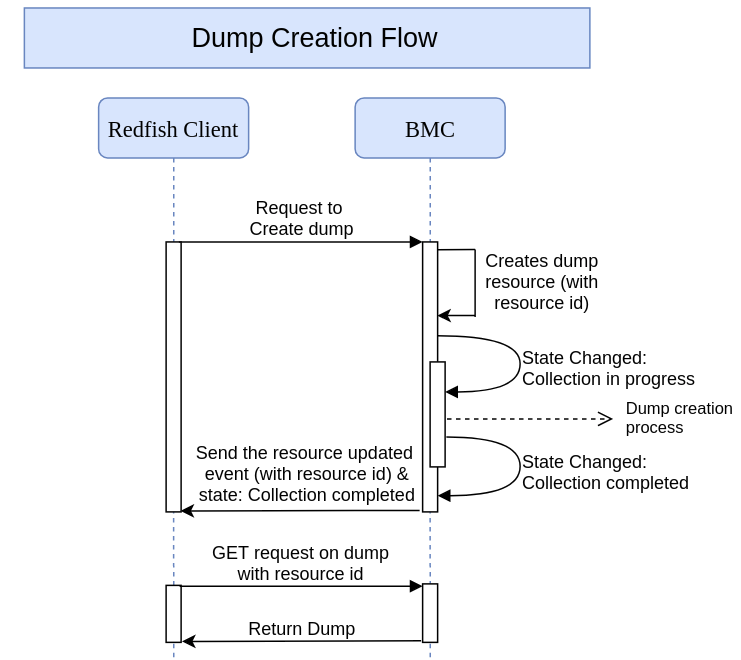 Dump Creation Flow
Redfish Client
BMC
Request to
Create dump
Creates dump
resource (with
resource id)
State Changed:
Collection in progress
Dump creation
process
Send the resource updated
event (with resource id) &
state: Collection completed
State Changed:
Collection completed
GET request on dump
with resource id
Return Dump